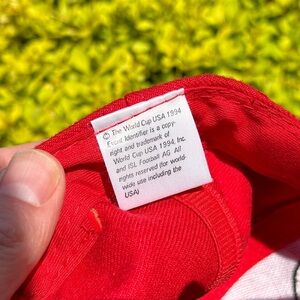 © The World Cup USA 1994
Event Identifier is a copy-
right and trademark of
World Cup USA 1994, Inc.
and ISL Football AG. All
rights reserved (for world-
wide use including the
USA)